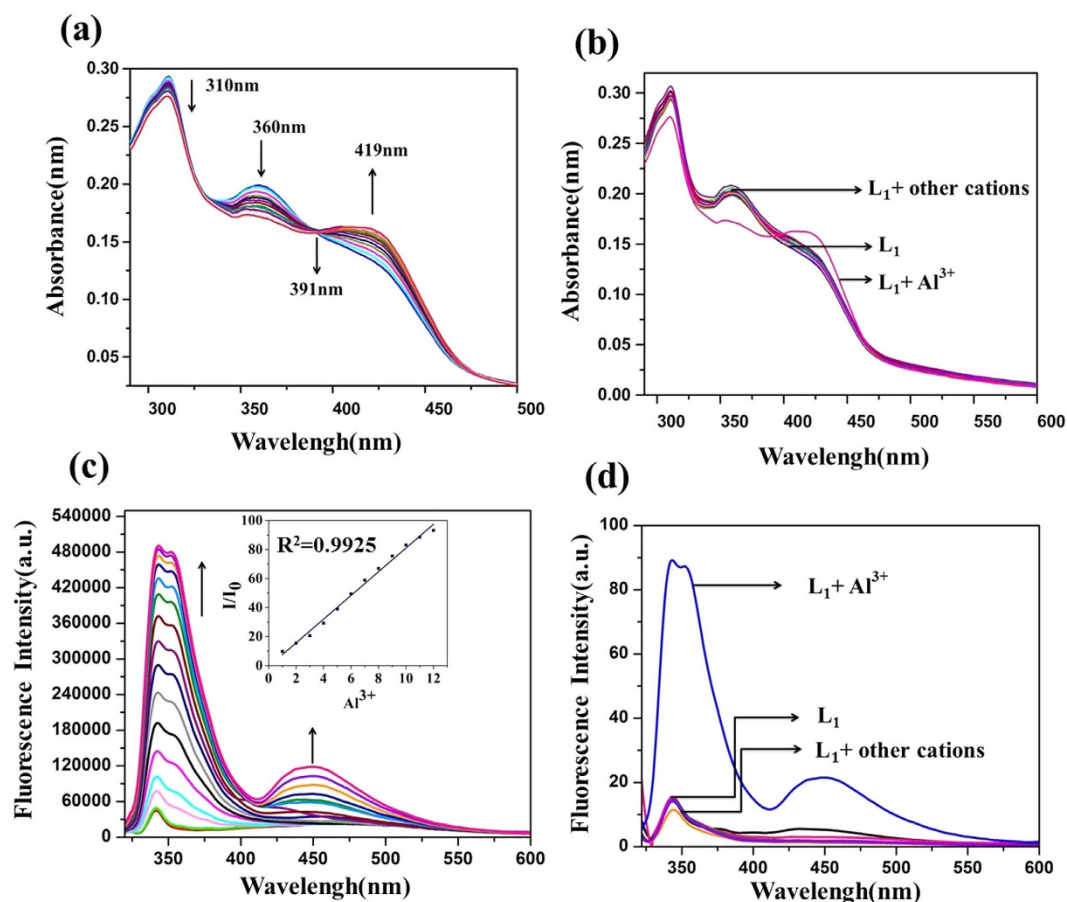 (a)
0.30
0.25
0.20
0.15
0.10
0.05
300
350
400
450
500
Absorbance(nm)
Wavelengh(nm)
310nm
360nm
419nm
391nm
(b)
0.30
0.25
0.20
0.15
0.10
0.05
0.00
300
350
400
450
500
550
600
Absorbance(nm)
Wavelengh(nm)
L₁+ other cations
L₁
L₁+ Al³⁺
(c)
540000
480000
420000
360000
300000
240000
180000
120000
60000
0
350
400
450
500
550
600
Fluorescence Intensity(a.u.)
Wavelengh(nm)
100
80
60
40
20
0
0
2
4
6
8
10
12
I/I₀
Al³⁺
R²=0.9925
(d)
100
80
60
40
20
0
350
400
450
500
550
600
Fluorescence Intensity(a.u.)
Wavelengh(nm)
L₁+ Al³⁺
L₁
L₁+ other cations